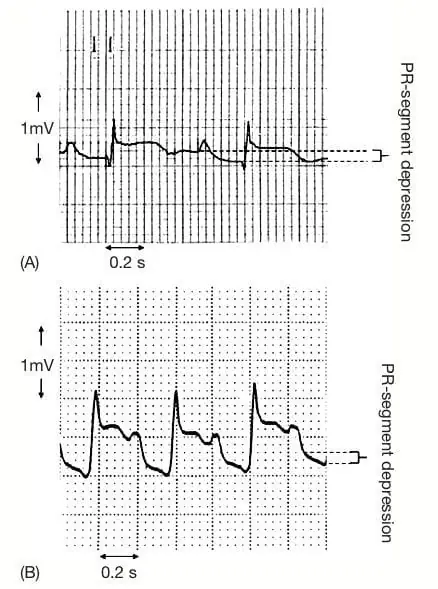 II
PR-segment depression
1mV
0.2 s
(A)
1mV
PR-segment depression
0.2 s
(B)